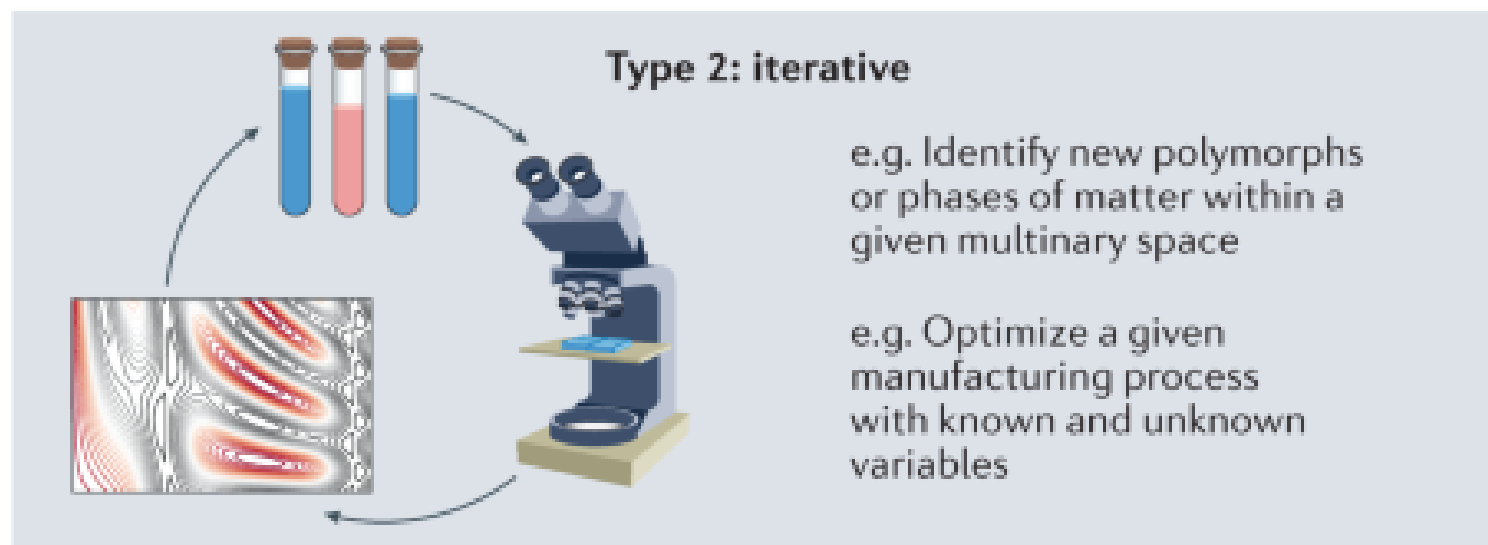 Type 2: iterative
e.g. Identify new polymorphs
or phases of matter within a
given multinary space
e.g. Optimize a given
manufacturing process
with known and unknown
variables